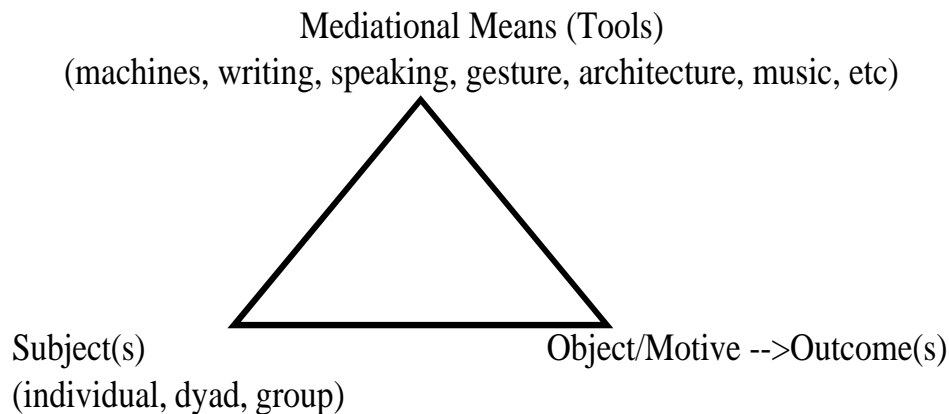 Mediational Means (Tools)
(machines, writing, speaking, gesture, architecture, music, etc)
Subject(s)
Object/Motive -->Outcome(s)
(individual, dyad, group)